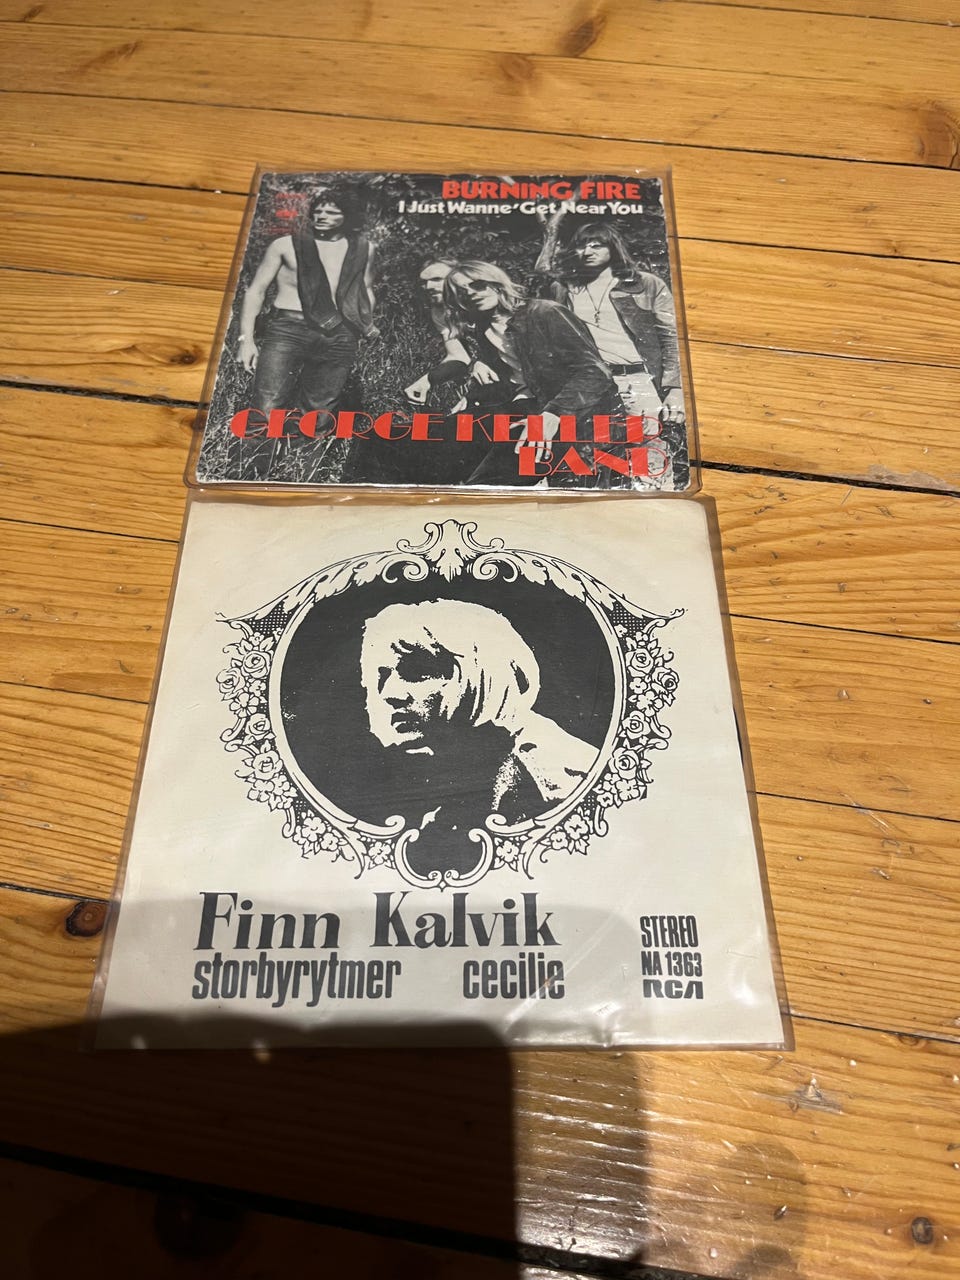 BURNING FIRE
I Just Wanne' Get Near You
GEORGE KELLER
BAND
Finn Kalvik
storbyrytmer cecilie
STEREO
NA 1363
RCA